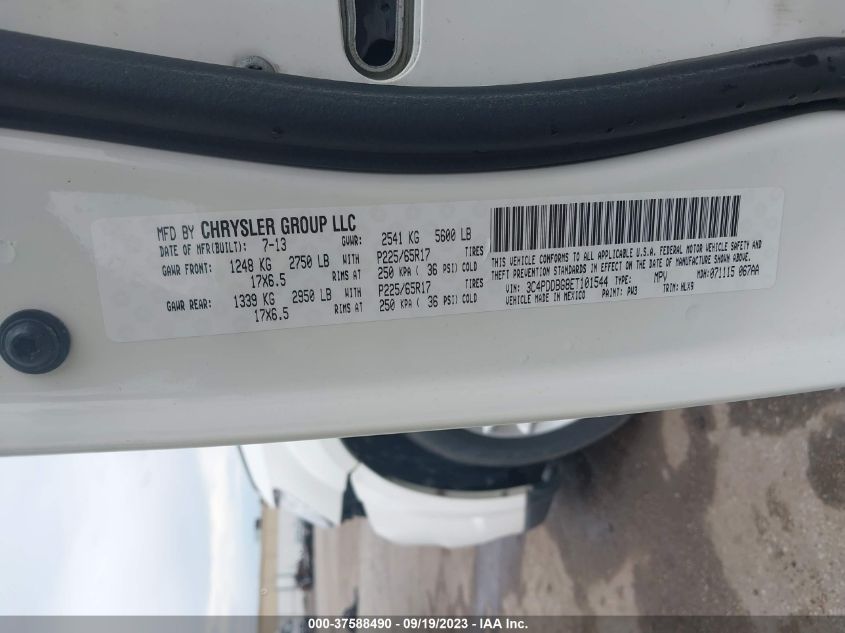 MFD BY CHRYSLER GROUP LLC
DATE OF MFR(BUILT): 7-13 GVWR: 2541 KG 5600 LB
GAWR FRONT: 1248 KG 2750 LB WITH P225/65R17 TIRES
17X6.5 RIMS AT 250 KPA ( 36 PSI) COLD
GAWR REAR: 1339 KG 2950 LB WITH P225/65R17 TIRES
17X6.5 RIMS AT 250 KPA ( 36 PSI) COLD
THIS VEHICLE CONFORMS TO ALL APPLICABLE U.S.A. FEDERAL MOTOR VEHICLE SAFETY AND
THEFT PREVENTION STANDARDS IN EFFECT ON THE DATE OF MANUFACTURE SHOWN ABOVE.
VIN: 3C4PDDBG8ET101544 TYPE: MPV MDH: 071115 067AA
VEHICLE MADE IN MEXICO PAINT: PW3 TRIM: HLX9
000-37588490 - 09/19/2023 - IAA Inc.